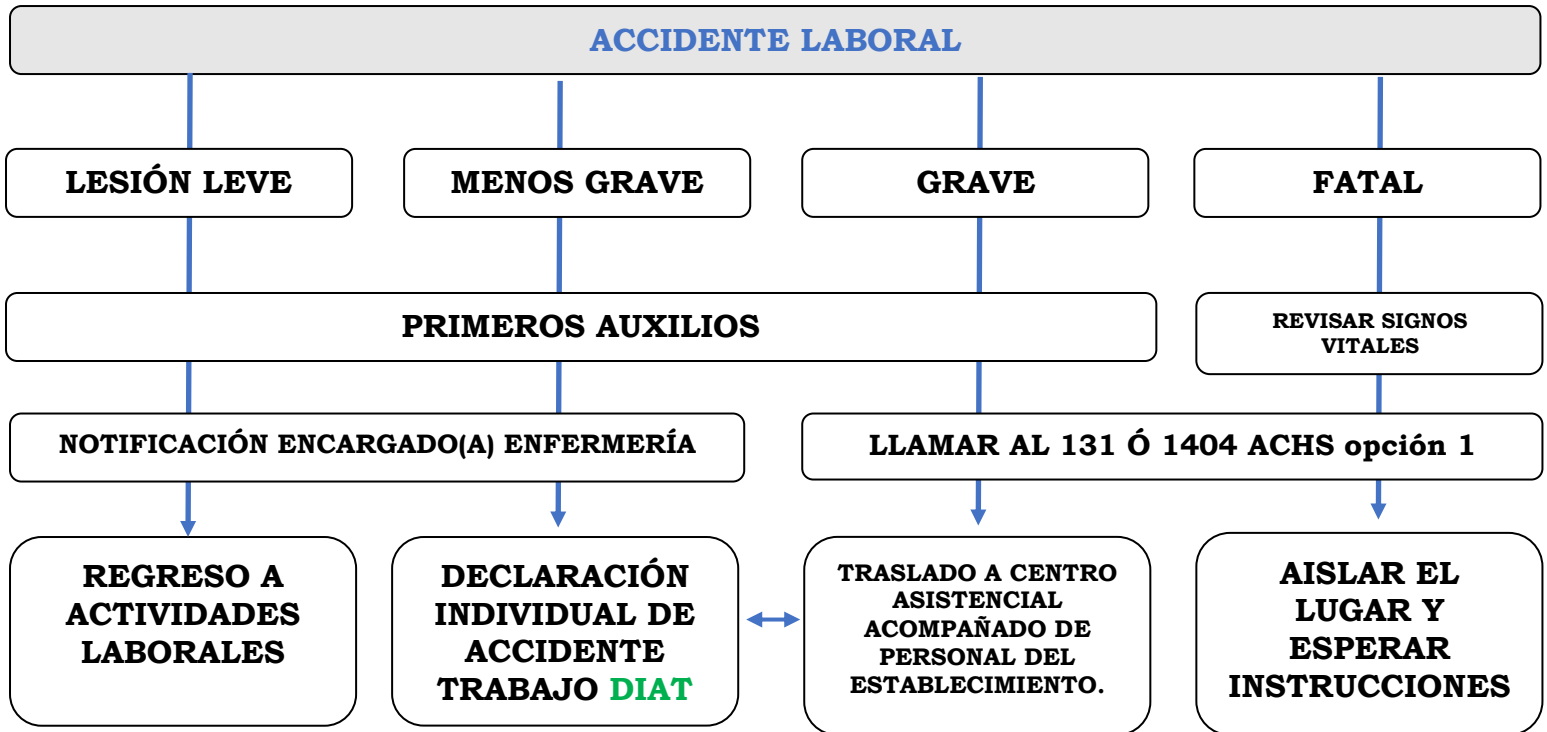 ACCIDENTE LABORAL
LESIÓN LEVE
MENOS GRAVE
GRAVE
FATAL
PRIMEROS AUXILIOS
REVISAR SIGNOS
VITALES
NOTIFICACIÓN ENCARGADO(A) ENFERMERÍA
LLAMAR AL 131 Ó 1404 ACHS opción 1
REGRESO A
ACTIVIDADES
LABORALES
DECLARACIÓN
INDIVIDUAL DE
ACCIDENTE
TRABAJO DIAT
TRASLADO A CENTRO
ASISTENCIAL
ACOMPAÑADO DE
PERSONAL DEL
ESTABLECIMIENTO.
AISLAR EL
LUGAR Y
ESPERAR
INSTRUCCIONES